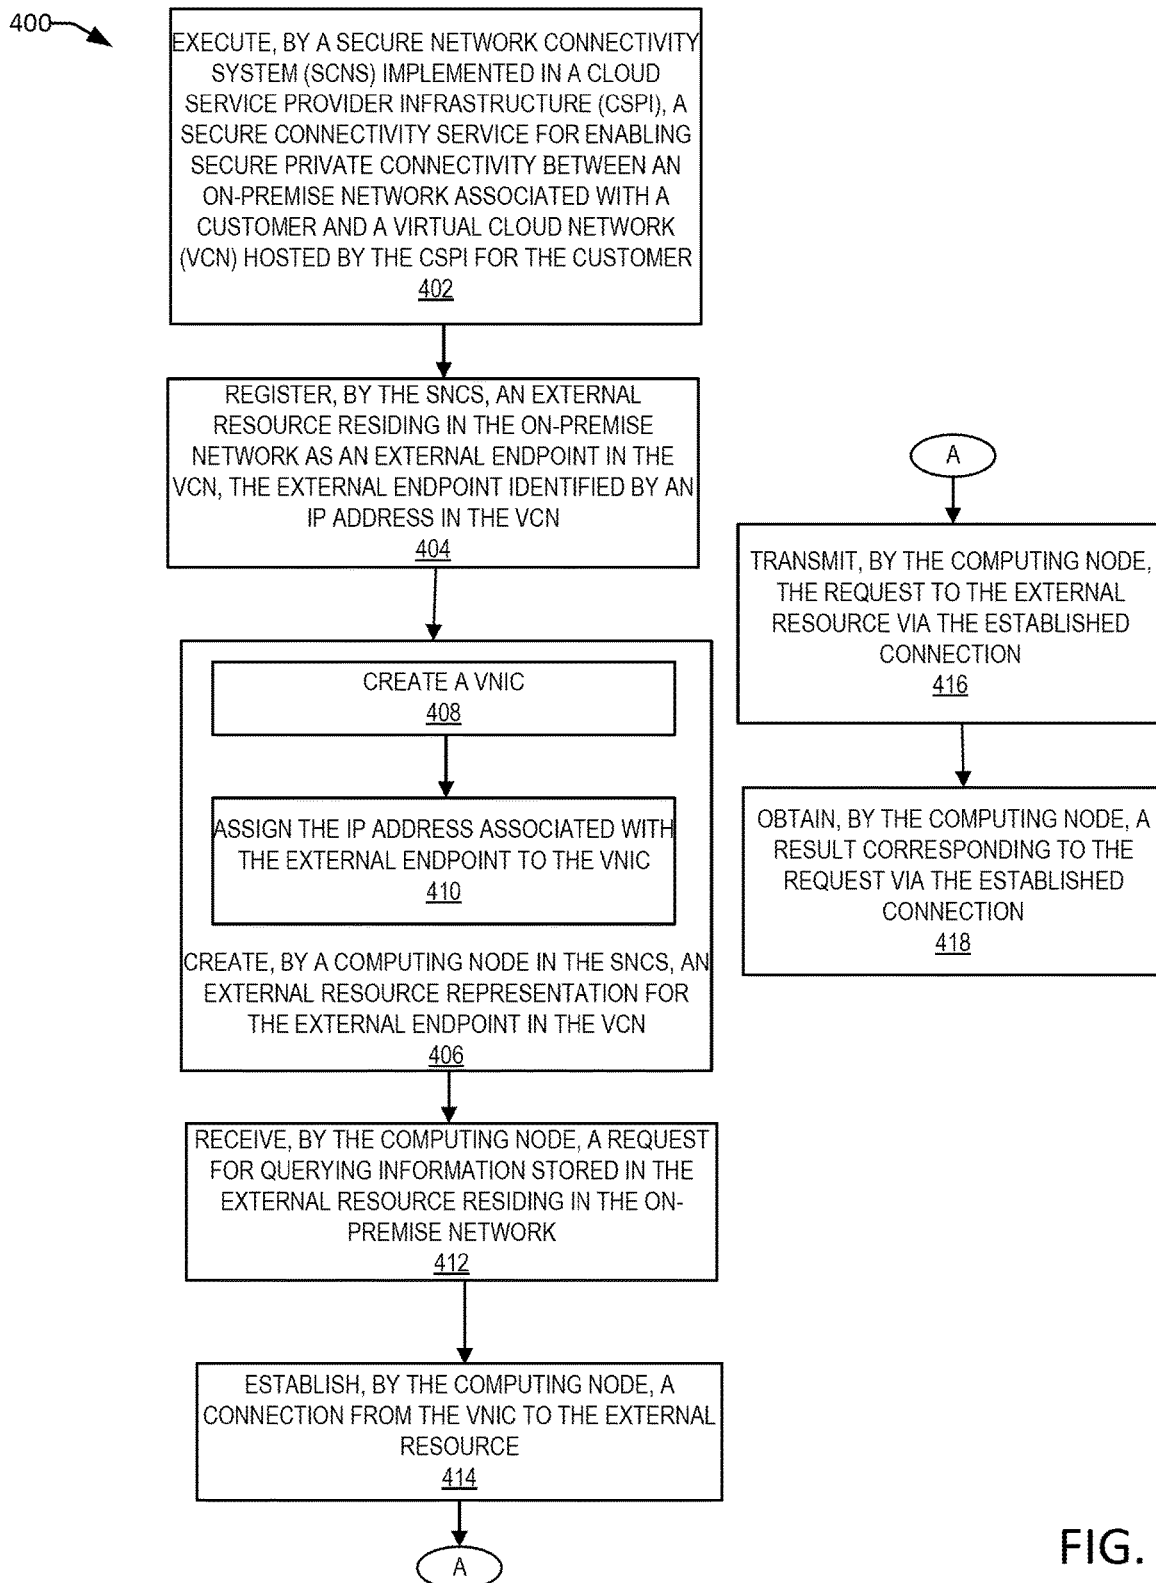 400
EXECUTE, BY A SECURE NETWORK CONNECTIVITY
SYSTEM (SCNS) IMPLEMENTED IN A CLOUD
SERVICE PROVIDER INFRASTRUCTURE (CSPI), A
SECURE CONNECTIVITY SERVICE FOR ENABLING
SECURE PRIVATE CONNECTIVITY BETWEEN AN
ON-PREMISE NETWORK ASSOCIATED WITH A
CUSTOMER AND A VIRTUAL CLOUD NETWORK
(VCN) HOSTED BY THE CSPI FOR THE CUSTOMER
402
REGISTER, BY THE SNCS, AN EXTERNAL
RESOURCE RESIDING IN THE ON-PREMISE
NETWORK AS AN EXTERNAL ENDPOINT IN THE
VCN, THE EXTERNAL ENDPOINT IDENTIFIED BY AN
IP ADDRESS IN THE VCN
404
CREATE A VNIC
408
ASSIGN THE IP ADDRESS ASSOCIATED WITH
THE EXTERNAL ENDPOINT TO THE VNIC
410
CREATE, BY A COMPUTING NODE IN THE SNCS, AN
EXTERNAL RESOURCE REPRESENTATION FOR
THE EXTERNAL ENDPOINT IN THE VCN
406
RECEIVE, BY THE COMPUTING NODE, A REQUEST
FOR QUERYING INFORMATION STORED IN THE
EXTERNAL RESOURCE RESIDING IN THE ON-
PREMISE NETWORK
412
ESTABLISH, BY THE COMPUTING NODE, A
CONNECTION FROM THE VNIC TO THE EXTERNAL
RESOURCE
414
A
A
TRANSMIT, BY THE COMPUTING NODE,
THE REQUEST TO THE EXTERNAL
RESOURCE VIA THE ESTABLISHED
CONNECTION
416
OBTAIN, BY THE COMPUTING NODE, A
RESULT CORRESPONDING TO THE
REQUEST VIA THE ESTABLISHED
CONNECTION
418
FIG.